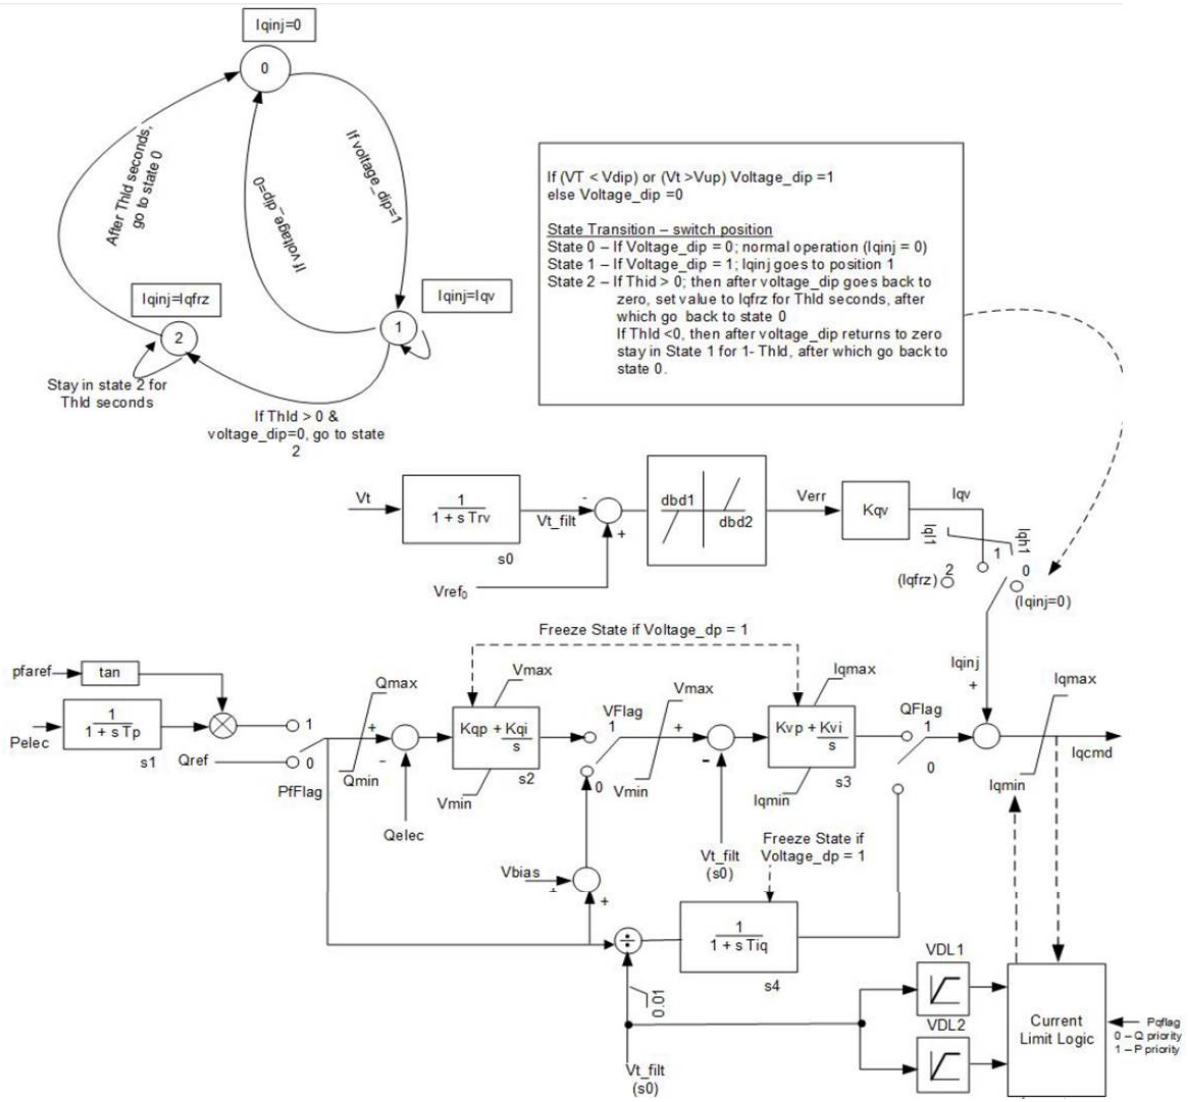 Iqinj=0
0
After Thld seconds,
go to state 0
If voltage_dip=0
If voltage_dip=1
Iqinj=Iqfrz
Iqinj=Iqv
2
1
Stay in state 2 for
Thld seconds
If Thld > 0 &
voltage_dip=0, go to state
2
If (VT < Vdip) or (Vt >Vup) Voltage_dip =1
else Voltage_dip =0
State Transition – switch position
State 0 – If Voltage_dip = 0; normal operation (Iqinj = 0)
State 1 – If Voltage_dip = 1; Iqinj goes to position 1
State 2 – If Thld > 0; then after voltage_dip goes back to
zero, set value to Iqfrz for Thld seconds, after
which go back to state 0
If Thld <0, then after voltage_dip returns to zero
stay in State 1 for 1- Thld, after which go back to
state 0.
Vt
1
1 + s Trv
s0
Vt_filt
-
+
Vref0
dbd1
dbd2
Verr
Kqv
Iqv
Iql1
Iqh1
1
2
(Iqfrz)
0
(Iqinj=0)
Freeze State if Voltage_dp = 1
pfaref
tan
Pelec
1
1 + s Tp
s1
1
Qref
0
PfFlag
Qmax
Qmin
+
-
Qelec
Vmax
Kqp + Kqi
s
s2
Vmin
VFlag
1
0
Vmax
Vmin
+
-
Vt_filt
(s0)
Iqmax
Kvp + Kvi
s
s3
Iqmin
QFlag
1
0
Iqinj
+
Iqmax
Iqmin
Iqcmd
Vbias
+
+
Freeze State if
Voltage_dp = 1
÷
1
1 + s Tiq
s4
0.01
Vt_filt
(s0)
VDL1
VDL2
Current
Limit Logic
Pqflag
0 – Q priority
1 – P priority